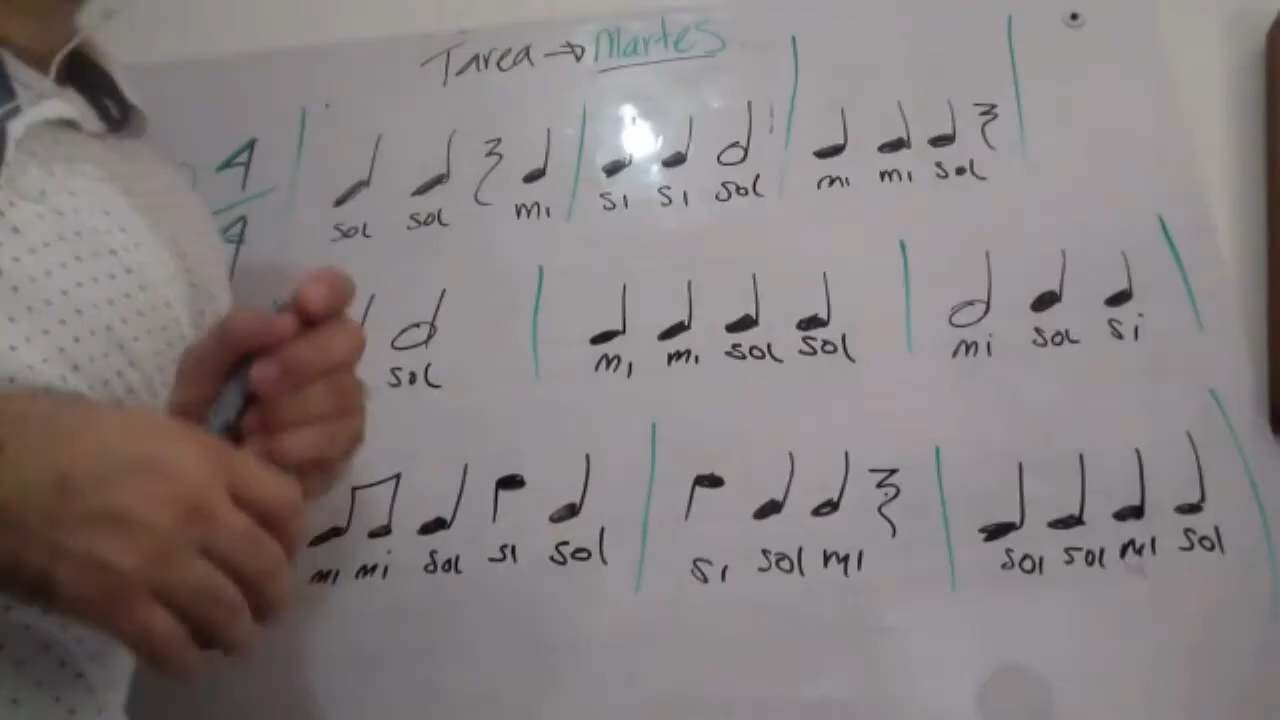 Tarea → Martes
4 sol sol mi si si sol mi mi sol
4
sol mi mi sol sol mi sol si
mi mi sol si sol si sol mi sol sol mi sol